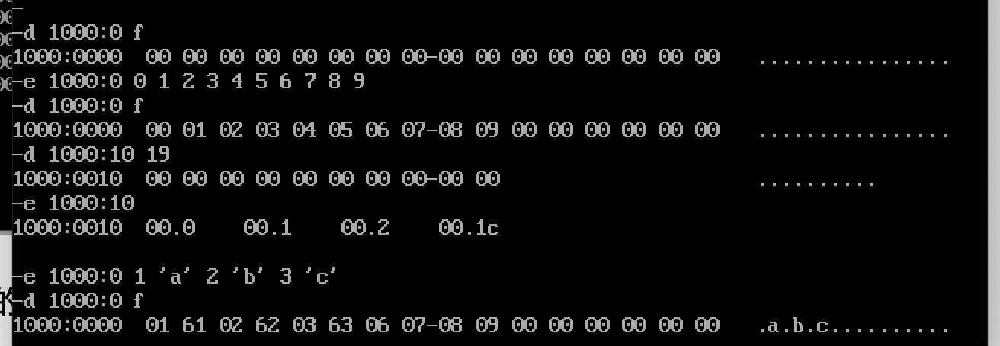 -
-d 1000:0 f
1000:0000  00 00 00 00 00 00 00 00-00 00 00 00 00 00 00 00   ................
-e 1000:0 0 1 2 3 4 5 6 7 8 9
-d 1000:0 f
1000:0000  00 01 02 03 04 05 06 07-08 09 00 00 00 00 00 00   ................
-d 1000:10 19
1000:0010  00 00 00 00 00 00 00 00-00 00                     ..........
-e 1000:10
1000:0010  00.0    00.1    00.2    00.1c
-e 1000:0 1 'a' 2 'b' 3 'c'
-d 1000:0 f
1000:0000  01 61 02 62 03 63 06 07-08 09 00 00 00 00 00 00   .a.b.c..........
的